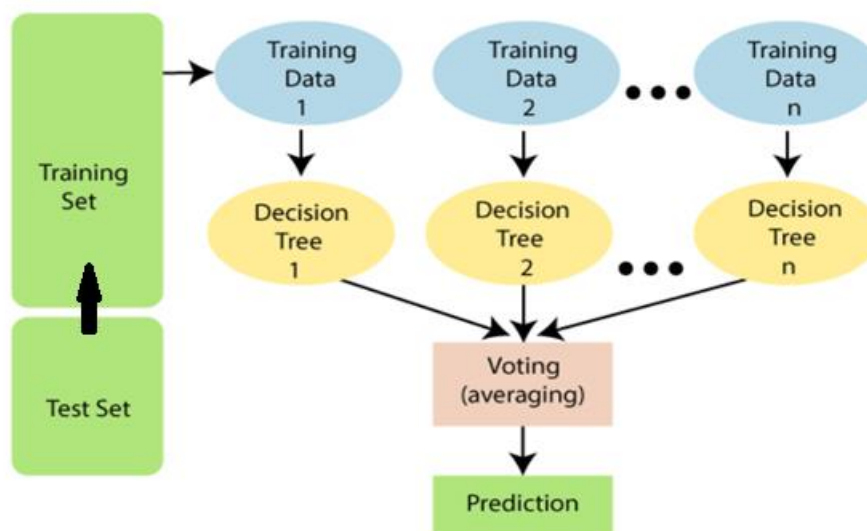 Training
Set
Test Set
Training
Data
1
Training
Data
2
Training
Data
n
Decision
Tree
1
Decision
Tree
2
Decision
Tree
n
Voting
(averaging)
Prediction